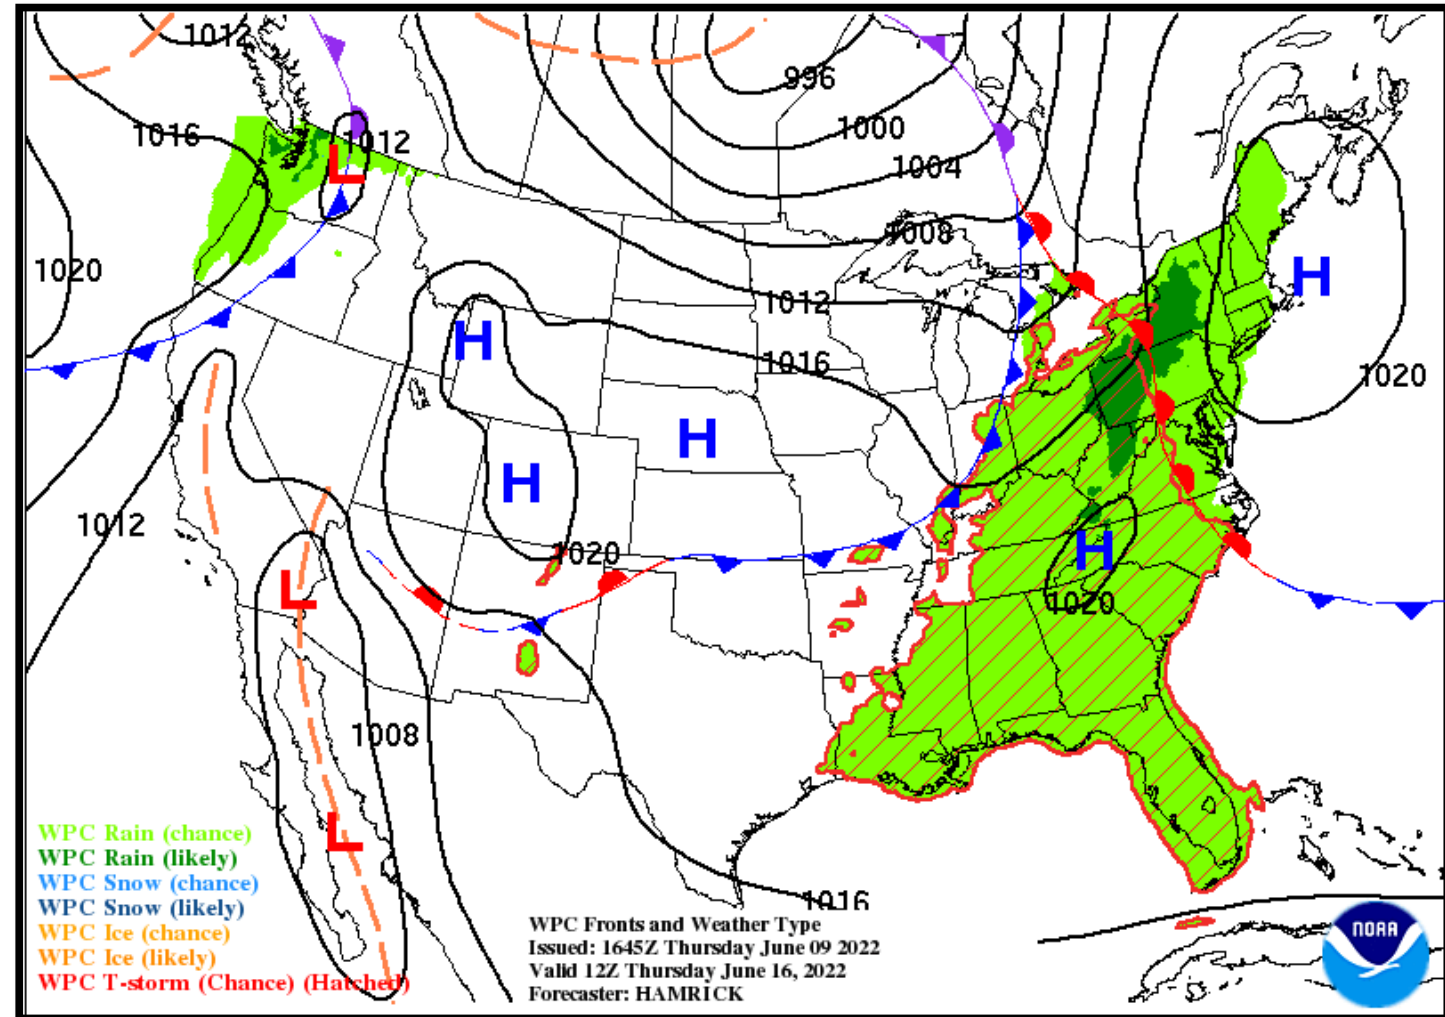 1012
996
1016
1012
1000
1004
L
1008
1020
H
1012
H
1016
1020
H
H
1012
1020
H
L
1020
1008
L
WPC Rain (chance)
WPC Rain (likely)
WPC Snow (chance)
WPC Snow (likely)
WPC Ice (chance)
WPC Ice (likely)
WPC T-storm (Chance) (Hatched)
1016
WPC Fronts and Weather Type
Issued: 1645Z Thursday June 09 2022
Valid 12Z Thursday June 16, 2022
Forecaster: HAMRICK
NOAA